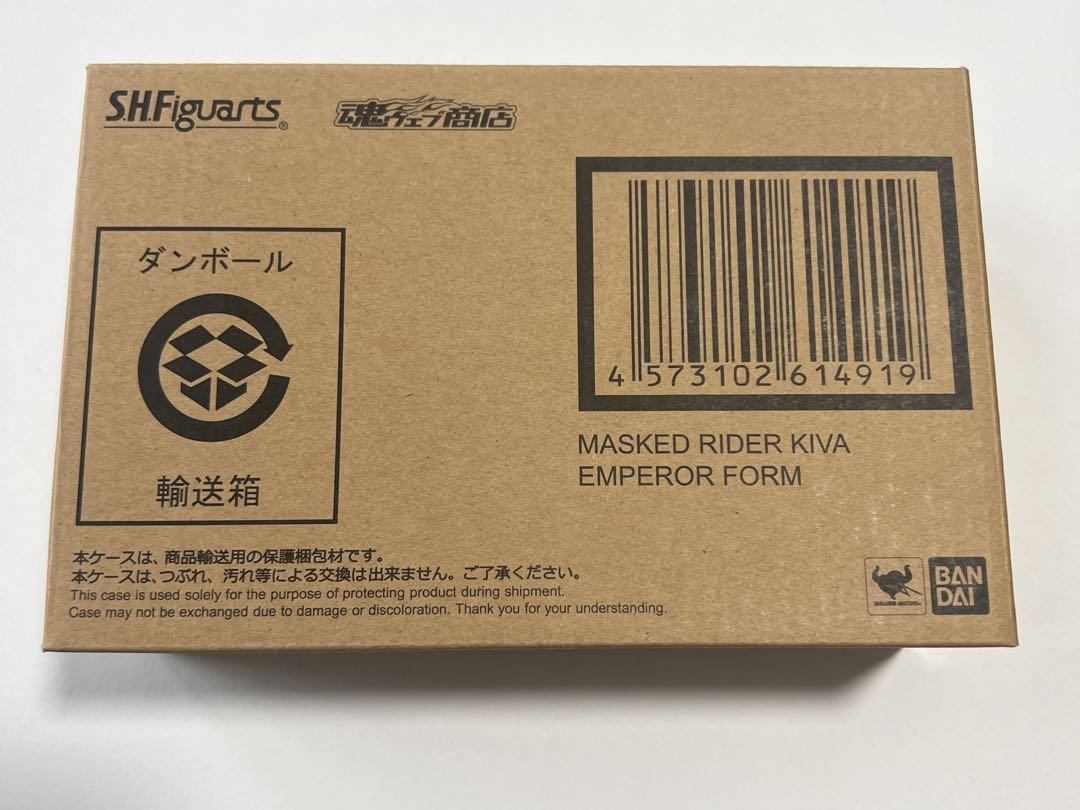 S.H.Figuarts®
魂ウェブ商店
ダンボール
輸送箱
4 573102 614919
MASKED RIDER KIVA
EMPEROR FORM
本ケースは、商品輸送用の保護梱包材です。
本ケースは、つぶれ、汚れ等による交換は出来ません。ご了承ください。
This case is used solely for the purpose of protecting product during shipment.
Case may not be exchanged due to damage or discoloration. Thank you for your understanding.
TAMASHII NATIONS
BAN
DAI